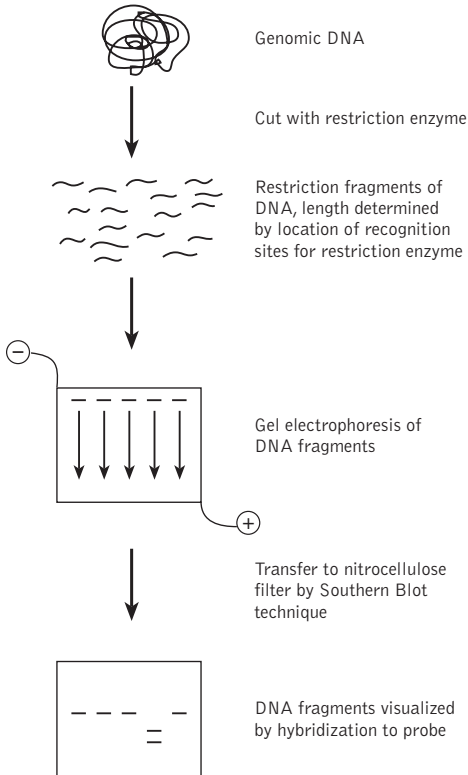 Genomic DNA
Cut with restriction enzyme
Restriction fragments of
DNA, length determined
by location of recognition
sites for restriction enzyme
−
Gel electrophoresis of
DNA fragments
+
Transfer to nitrocellulose
filter by Southern Blot
technique
DNA fragments visualized
by hybridization to probe